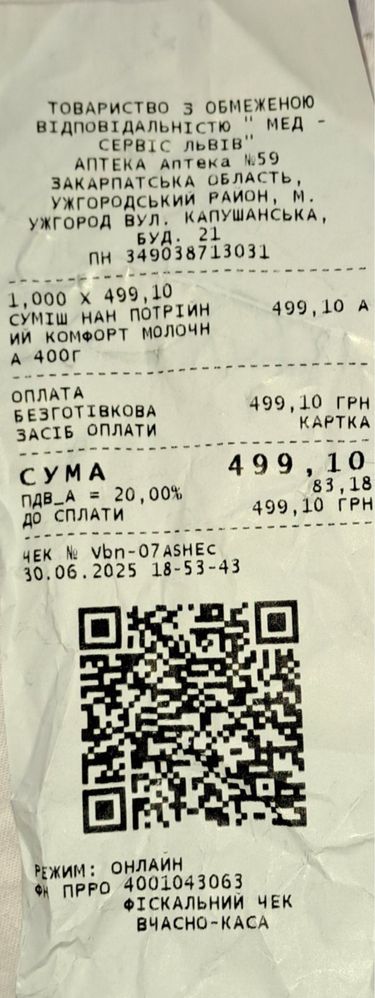 ТОВАРИСТВО З ОБМЕЖЕНОЮ
ВІДПОВІДАЛЬНІСТЮ " МЕД -
СЕРВІС ЛЬВІВ"
АПТЕКА Аптека №59
ЗАКАРПАТСЬКА ОБЛАСТЬ,
УЖГОРОДСЬКИЙ РАЙОН, М.
УЖГОРОД ВУЛ. КАПУШАНСЬКА,
БУД. 21
ПН 349038713031
1,000 X 499,10
СУМІШ НАН ПОТРІЙН 499,10 А
ИЙ КОМФОРТ МОЛОЧН
А 400Г
ОПЛАТА
БЕЗГОТІВКОВА 499,10 ГРН
ЗАСІБ ОПЛАТИ КАРТКА
СУМА 499,10
ПДВ_А = 20,00% 83,18
ДО СПЛАТИ 499,10 ГРН
ЧЕК № Vbn-07ASHEc
30.06.2025 18-53-43
РЕЖИМ: ОНЛАЙН
ФН ПРРО 4001043063
ФІСКАЛЬНИЙ ЧЕК
ВЧАСНО-КАСА